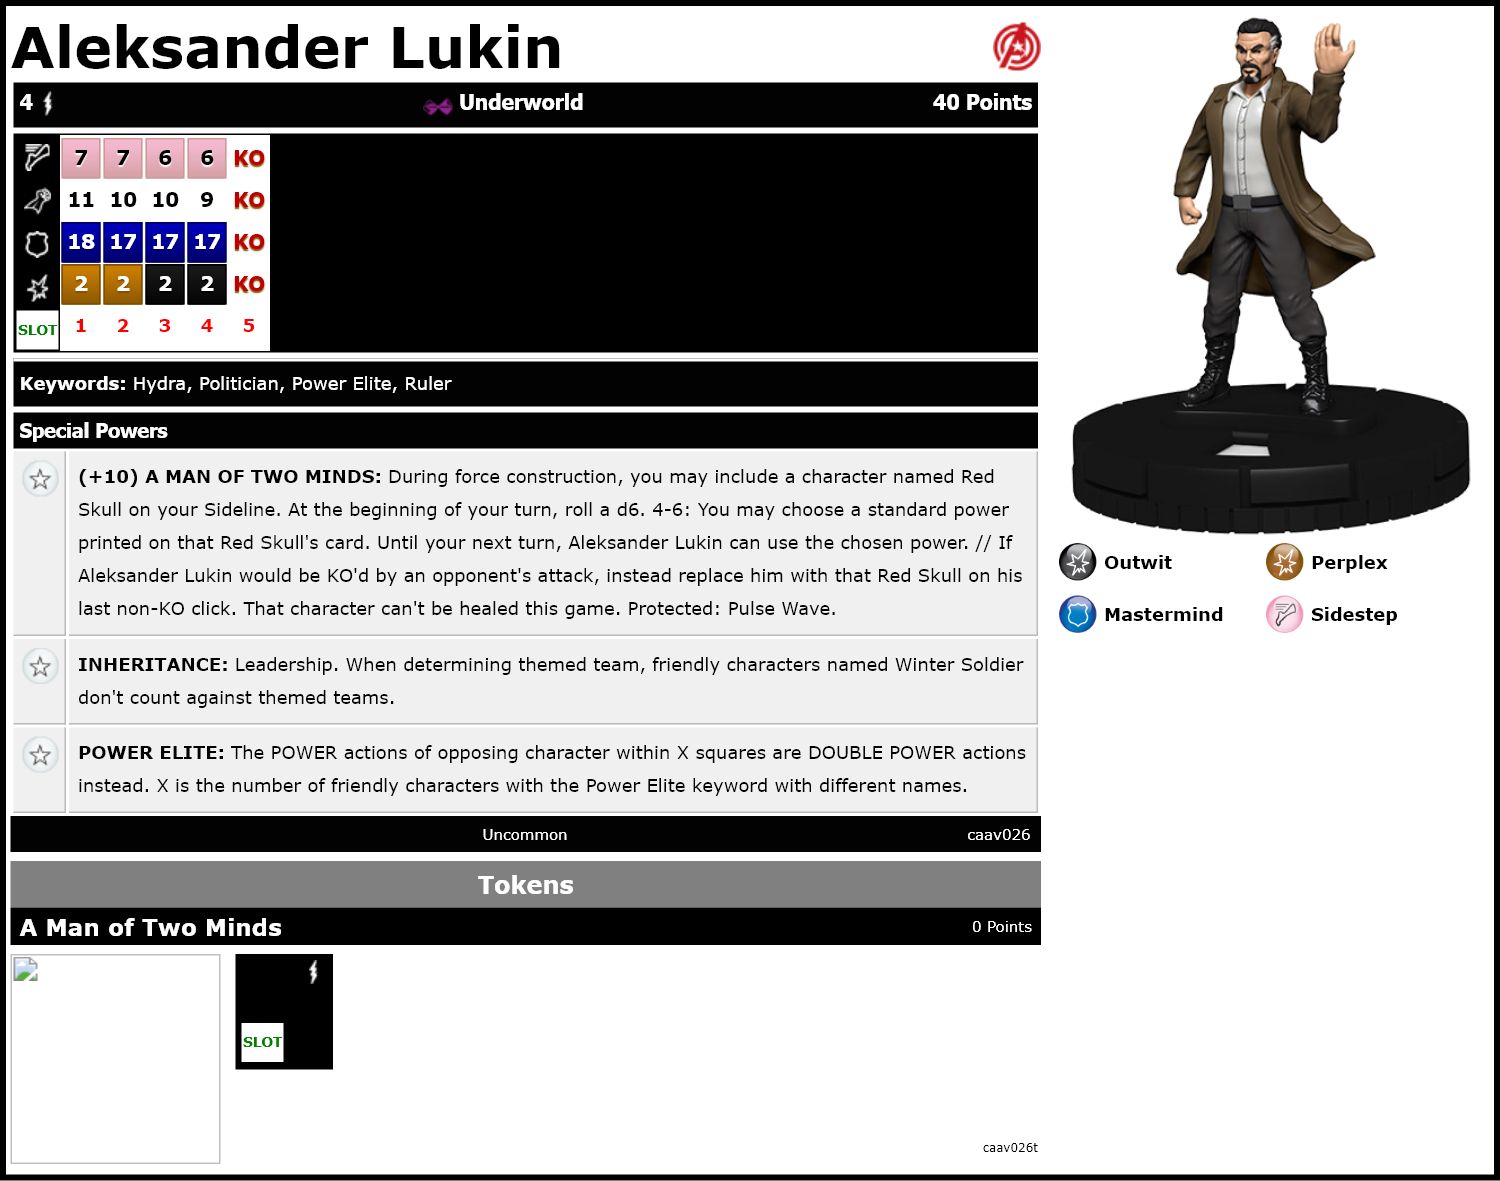 Aleksander Lukin
4 Underworld 40 Points
7 7 6 6 KO
11 10 10 9 KO
18 17 17 17 KO
2 2 2 2 KO
SLOT 1 2 3 4 5
Keywords: Hydra, Politician, Power Elite, Ruler
Special Powers
(+10) A MAN OF TWO MINDS: During force construction, you may include a character named Red
Skull on your Sideline. At the beginning of your turn, roll a d6. 4-6: You may choose a standard power
printed on that Red Skull's card. Until your next turn, Aleksander Lukin can use the chosen power. // If
Aleksander Lukin would be KO'd by an opponent's attack, instead replace him with that Red Skull on his
last non-KO click. That character can't be healed this game. Protected: Pulse Wave.
INHERITANCE: Leadership. When determining themed team, friendly characters named Winter Soldier
don't count against themed teams.
POWER ELITE: The POWER actions of opposing character within X squares are DOUBLE POWER actions
instead. X is the number of friendly characters with the Power Elite keyword with different names.
Uncommon caav026
Tokens
A Man of Two Minds 0 Points
SLOT
caav026t
Outwit Perplex
Mastermind Sidestep